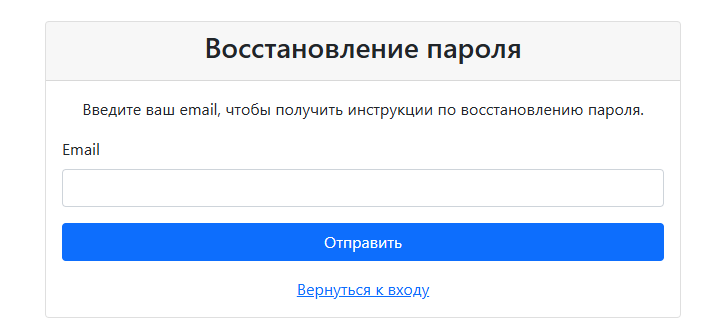 Восстановление пароля
Введите ваш email, чтобы получить инструкции по восстановлению пароля.
Email
Отправить
Вернуться к входу